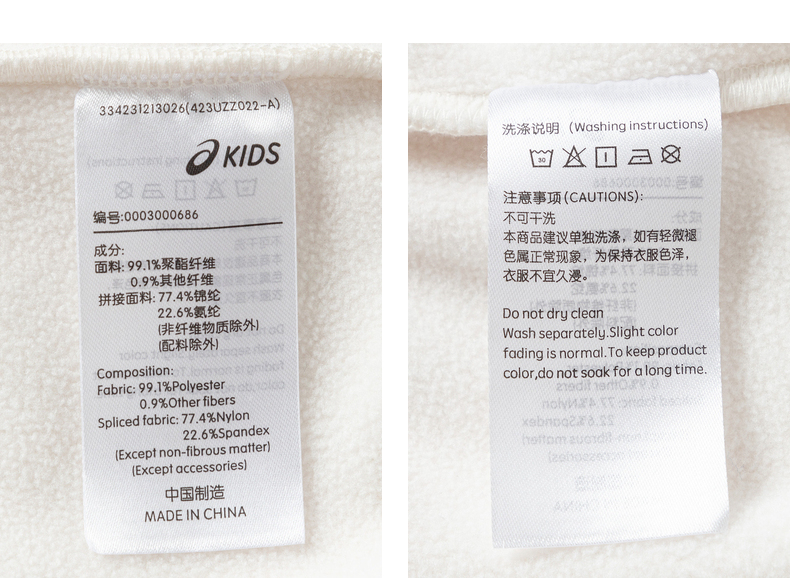 334231213026(423UZZ022-A)
KIDS
编号:0003000686
成分:
面料: 99.1%聚酯纤维
0.9%其他纤维
拼接面料: 77.4%锦纶
22.6%氨纶
(非纤维物质除外)
(配料除外)
Composition:
Fabric: 99.1%Polyester
0.9%Other fibers
Spliced fabric: 77.4%Nylon
22.6%Spandex
(Except non-fibrous matter)
(Except accessories)
中国制造
MADE IN CHINA
洗涤说明 (Washing instructions)
30
注意事项(CAUTIONS):
不可干洗
本商品建议单独洗涤，如有轻微褪
色属正常现象，为保持衣服色泽，
衣服不宜久浸。
Do not dry clean
Wash separately.Slight color
fading is normal.To keep product
color,do not soak for a long time.